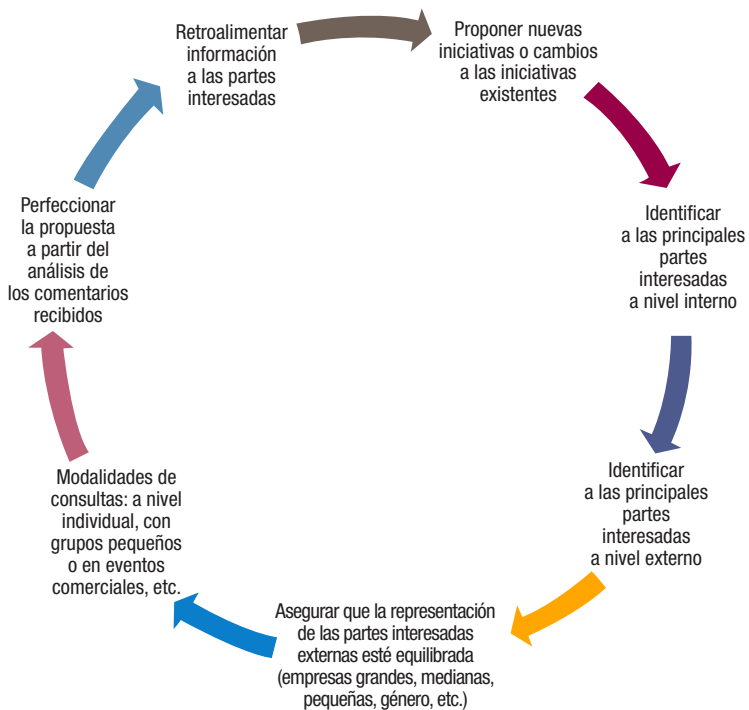 Retroalimentar
información
a las partes
interesadas
Proponer nuevas
iniciativas o cambios
a las iniciativas
existentes
Identificar
a las principales
partes
interesadas
a nivel interno
Identificar
a las principales
partes
interesadas
a nivel externo
Asegurar que la representación
de las partes interesadas
externas esté equilibrada
(empresas grandes, medianas,
pequeñas, género, etc.)
Modalidades de
consultas: a nivel
individual, con
grupos pequeños
o en eventos
comerciales, etc.
Perfeccionar
la propuesta
a partir del
análisis de
los comentarios
recibidos